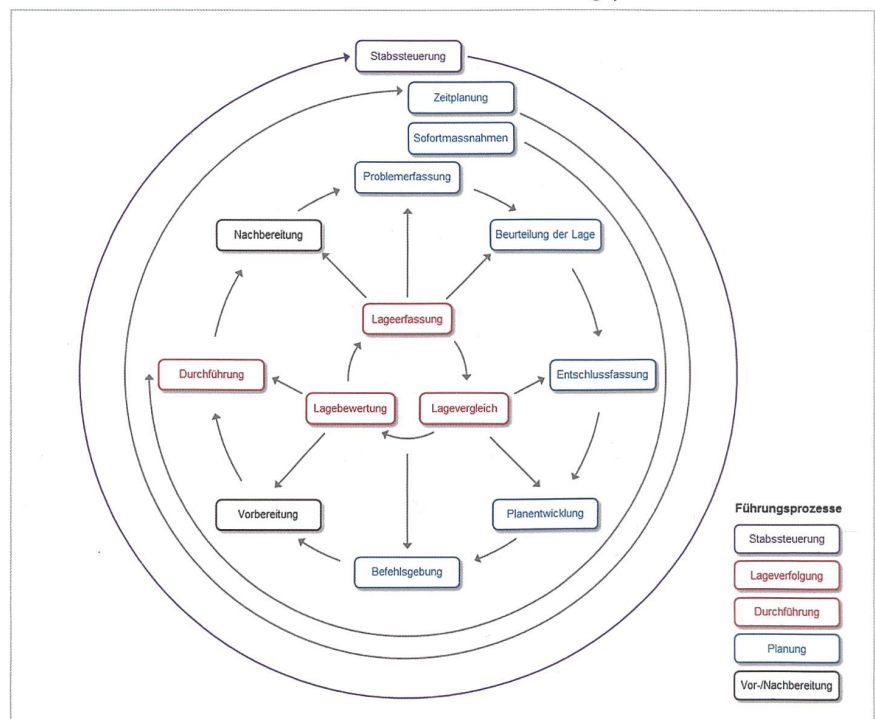 Stabssteuerung
Zeitplanung
Sofortmassnahmen
Problemerfassung
Nachbereitung
Beurteilung der Lage
Lageerfassung
Durchführung
Entschlussfassung
Lagebewertung
Lagevergleich
Vorbereitung
Planentwicklung
Befehlsgebung
Führungsprozesse
Stabssteuerung
Lageverfolgung
Durchführung
Planung
Vor-/Nachbereitung